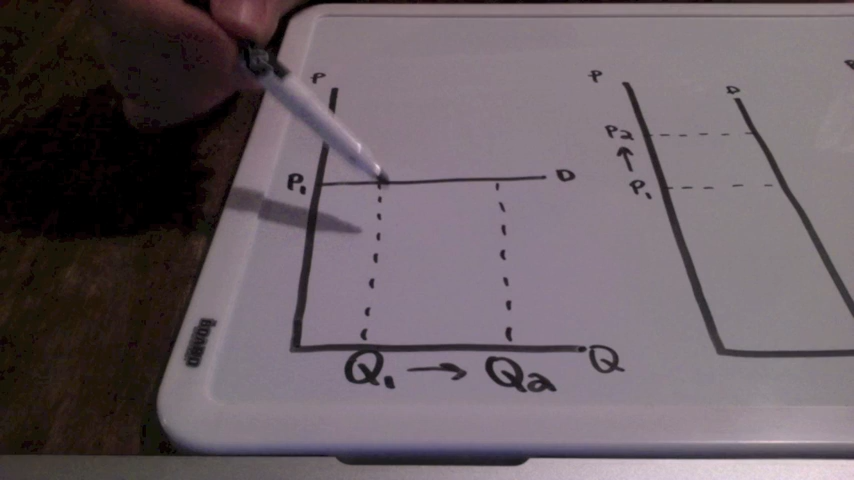 P
P₁
D
Q₁ → Q₂
Q
P
D
P₂
↑
P₁